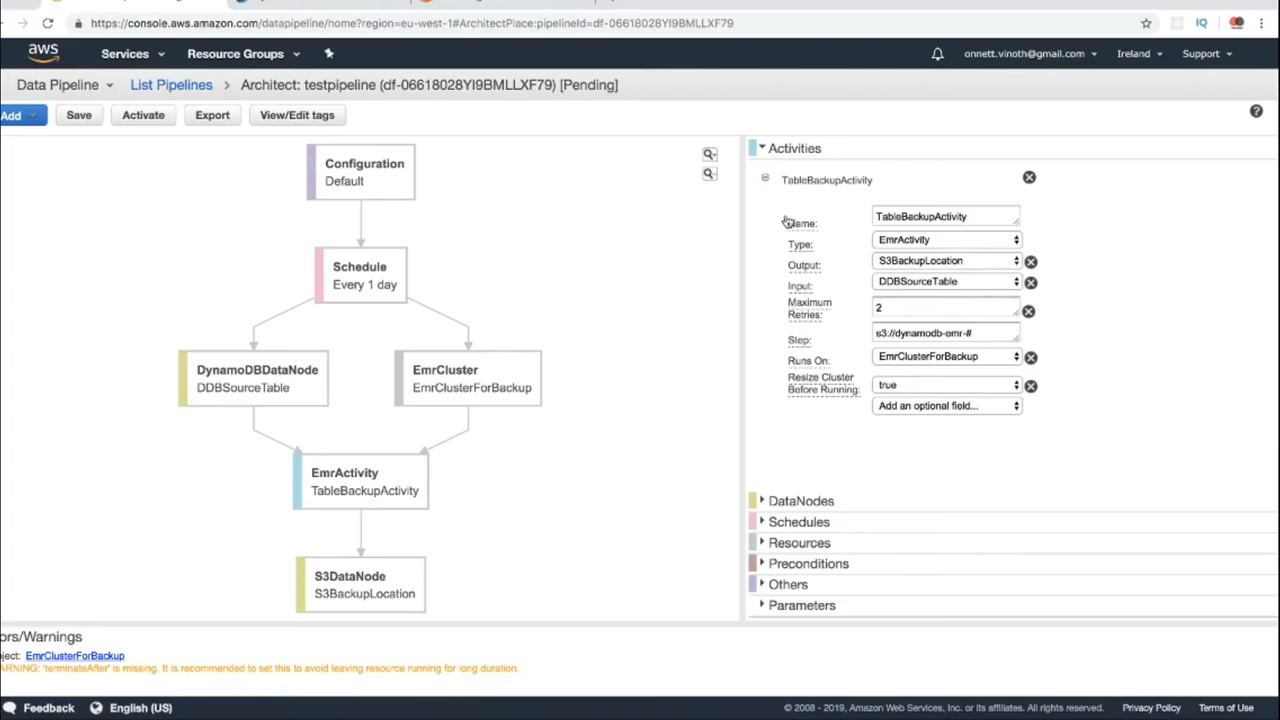 https://console.aws.amazon.com/datapipeline/home?region=eu-west-1#ArchitectPlace:pipelineId=df-06618028YI9BMLLXF79
IQ
aws Services Resource Groups onnett.vinoth@gmail.com Ireland Support
Data Pipeline List Pipelines > Architect: testpipeline (df-06618028YI9BMLLXF79) [Pending]
Add Save Activate Export View/Edit tags
Configuration
Default
Schedule
Every 1 day
DynamoDBDataNode
DDBSourceTable
EmrCluster
EmrClusterForBackup
EmrActivity
TableBackupActivity
S3DataNode
S3BackupLocation
Activities
TableBackupActivity
Name: TableBackupActivity
Type: EmrActivity
Output: S3BackupLocation
Input: DDBSourceTable
Maximum Retries: 2
Step: s3://dynamodb-emr-#
Runs On: EmrClusterForBackup
Resize Cluster Before Running: true
Add an optional field...
DataNodes
Schedules
Resources
Preconditions
Others
Parameters
ors/Warnings
ject: EmrClusterForBackup
ARNING: 'terminateAfter' is missing. It is recommended to set this to avoid leaving resource running for long duration.
Feedback English (US) © 2008 - 2019, Amazon Web Services, Inc. or its affiliates. All rights reserved. Privacy Policy Terms of Use